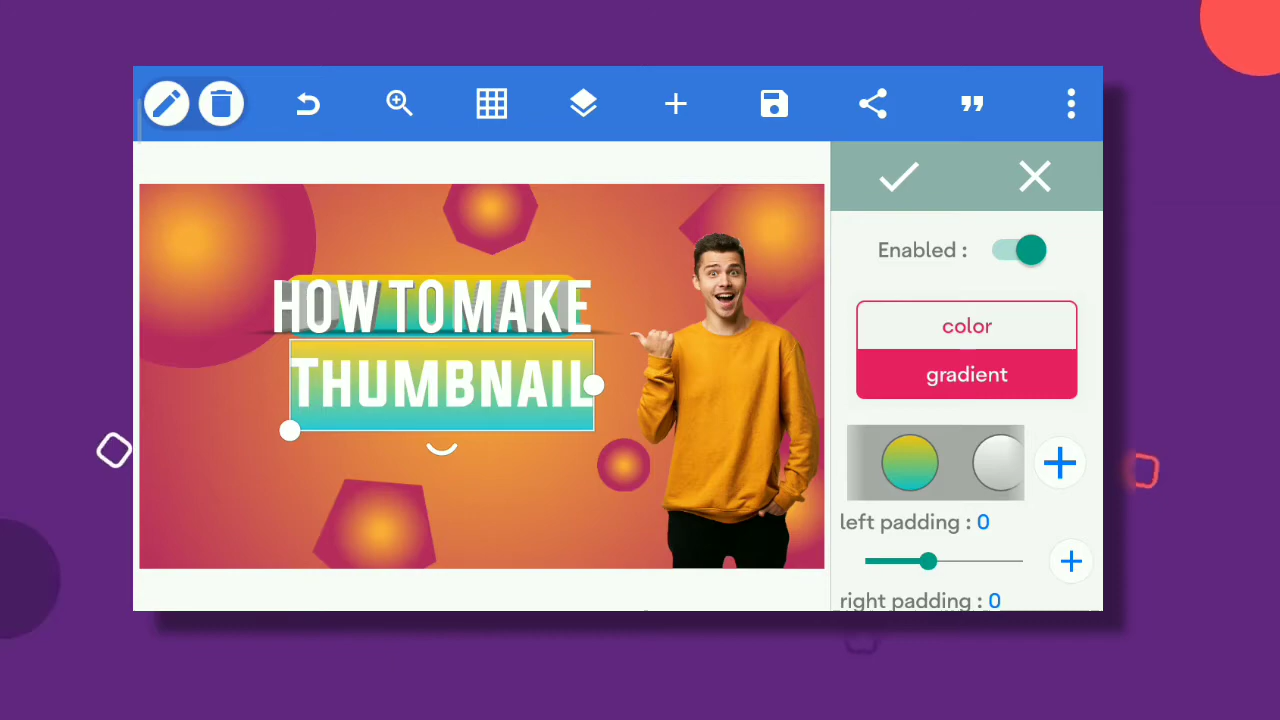 Enabled :
color
gradient
HOW TO MAKE
THUMBNAIL
left padding : 0
right padding : 0